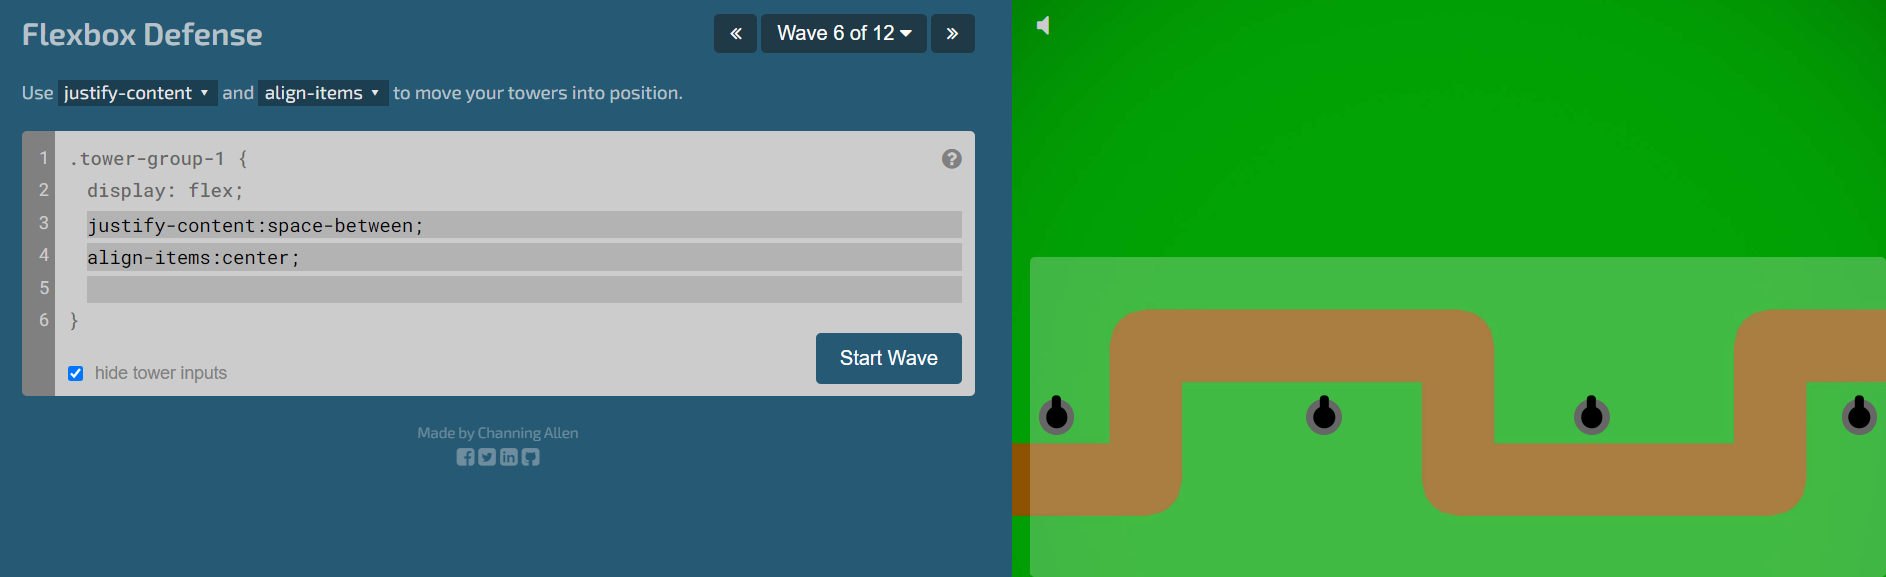 Flexbox Defense
« Wave 6 of 12 »
Use justify-content and align-items to move your towers into position.
1 .tower-group-1 {
2 display: flex;
3 justify-content:space-between;
4 align-items:center;
5
6 }
Start Wave
hide tower inputs
Made by Channing Allen